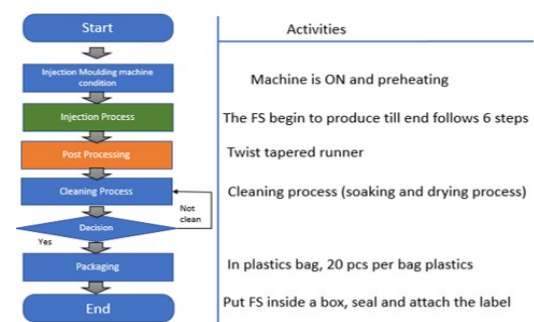 Start
Activities
Injection Moulding machine
condition
Machine is ON and preheating
Injection Process
The FS begin to produce till end follows 6 steps
Post Processing
Twist tapered runner
Cleaning Process
Cleaning process (soaking and drying process)
Not
clean
Decision
Yes
Packaging
In plastics bag, 20 pcs per bag plastics
End
Put FS inside a box, seal and attach the label